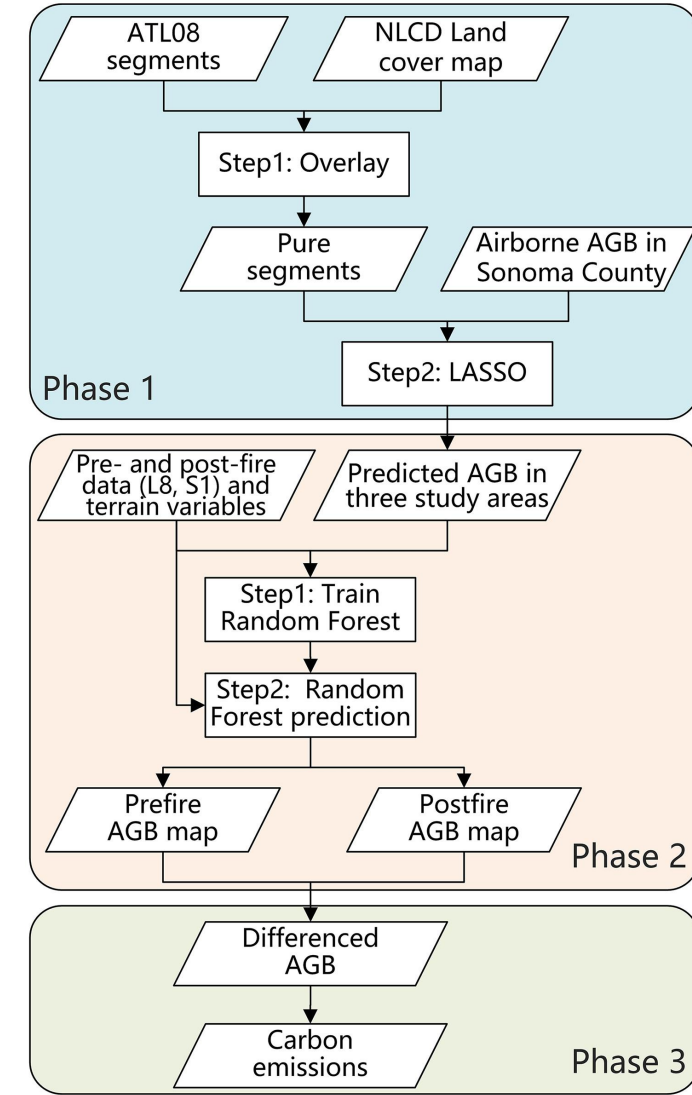 ATL08
segments
NLCD Land
cover map
Step1: Overlay
Pure
segments
Airborne AGB in
Sonoma County
Step2: LASSO
Phase 1
Pre- and post-fire
data (L8, S1) and
terrain variables
Predicted AGB in
three study areas
Step1: Train
Random Forest
Step2: Random
Forest prediction
Prefire
AGB map
Postfire
AGB map
Phase 2
Differenced
AGB
Carbon
emissions
Phase 3